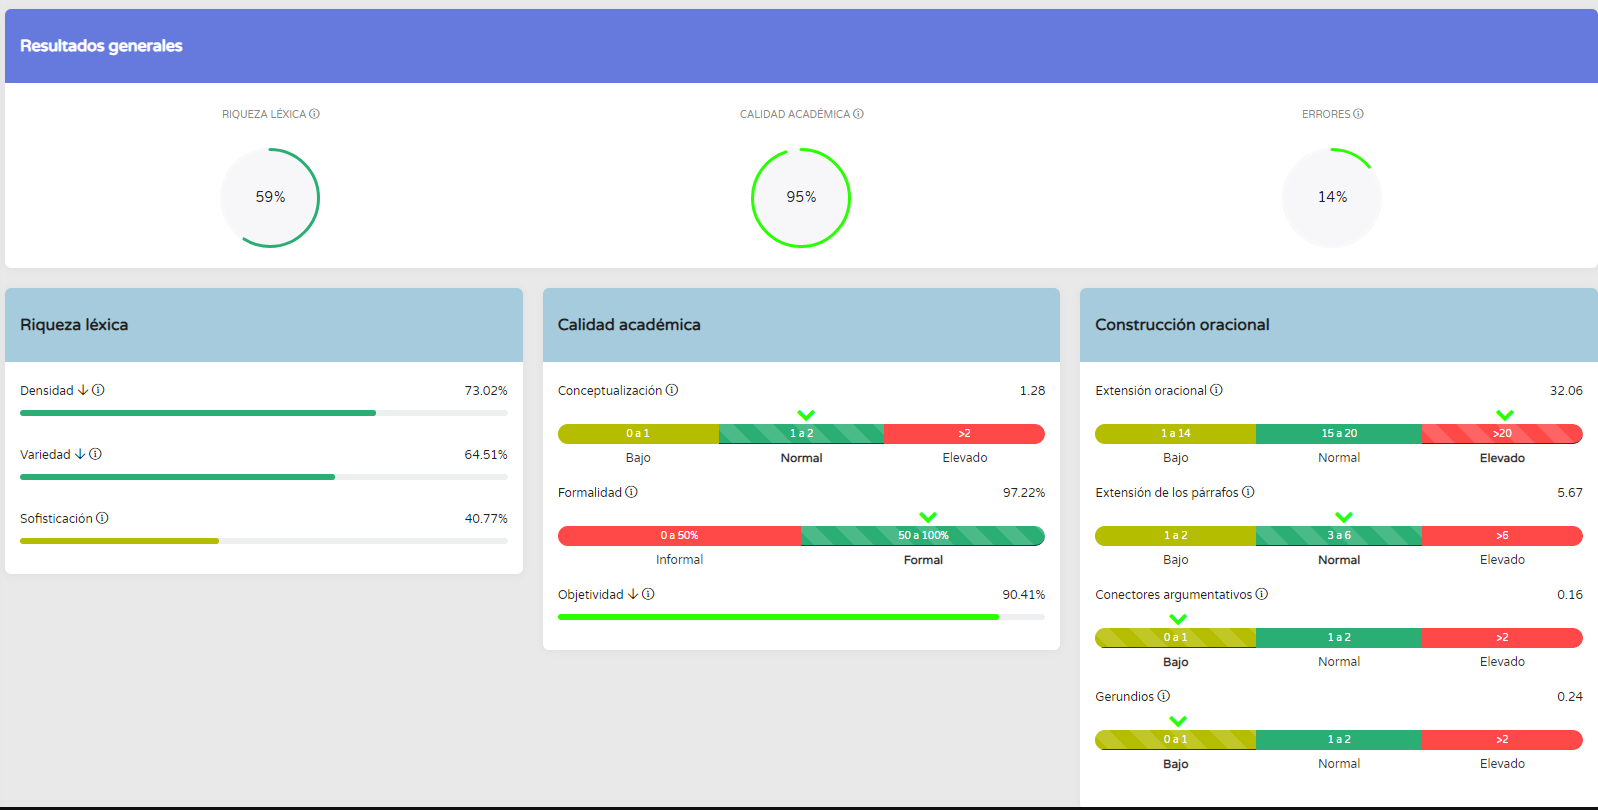 Resultados generales
RIQUEZA LÉXICA
CALIDAD ACADÉMICA
ERRORES
59%
95%
14%
Riqueza léxica
Densidad 73.02%
Variedad 64.51%
Sofisticación 40.77%
Calidad académica
Conceptualización 1.28
0 a 1 1 a 2 >2
Bajo Normal Elevado
Formalidad 97.22%
0 a 50% 50 a 100%
Informal Formal
Objetividad 90.41%
Construcción oracional
Extensión oracional 32.06
1 a 14 15 a 20 >20
Bajo Normal Elevado
Extensión de los párrafos 5.67
1 a 2 3 a 6 >6
Bajo Normal Elevado
Conectores argumentativos 0.16
0 a 1 1 a 2 >2
Bajo Normal Elevado
Gerundios 0.24
0 a 1 1 a 2 >2
Bajo Normal Elevado